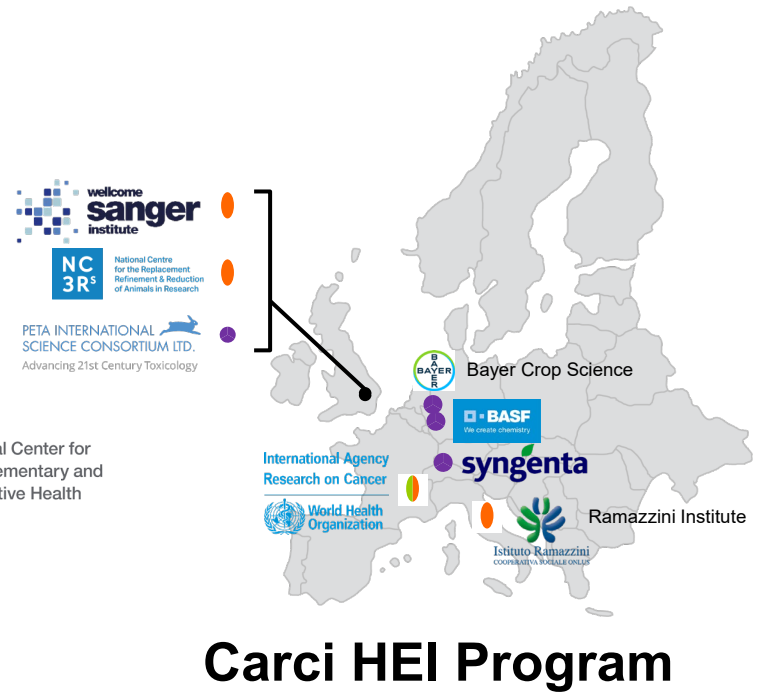 wellcome
sanger
institute
NC
3Rs
National Centre
for the Replacement
Refinement & Reduction
of Animals in Research
PETA INTERNATIONAL
SCIENCE CONSORTIUM LTD.
Advancing 21st Century Toxicology
al Center for
ementary and
tive Health
BAYER
BAYER
Bayer Crop Science
BASF
We create chemistry
International Agency
Research on Cancer
World Health
Organization
syngenta
Ramazzini Institute
Istituto Ramazzini
COOPERATIVA SOCIALE ONLUS
Carci HEI Program